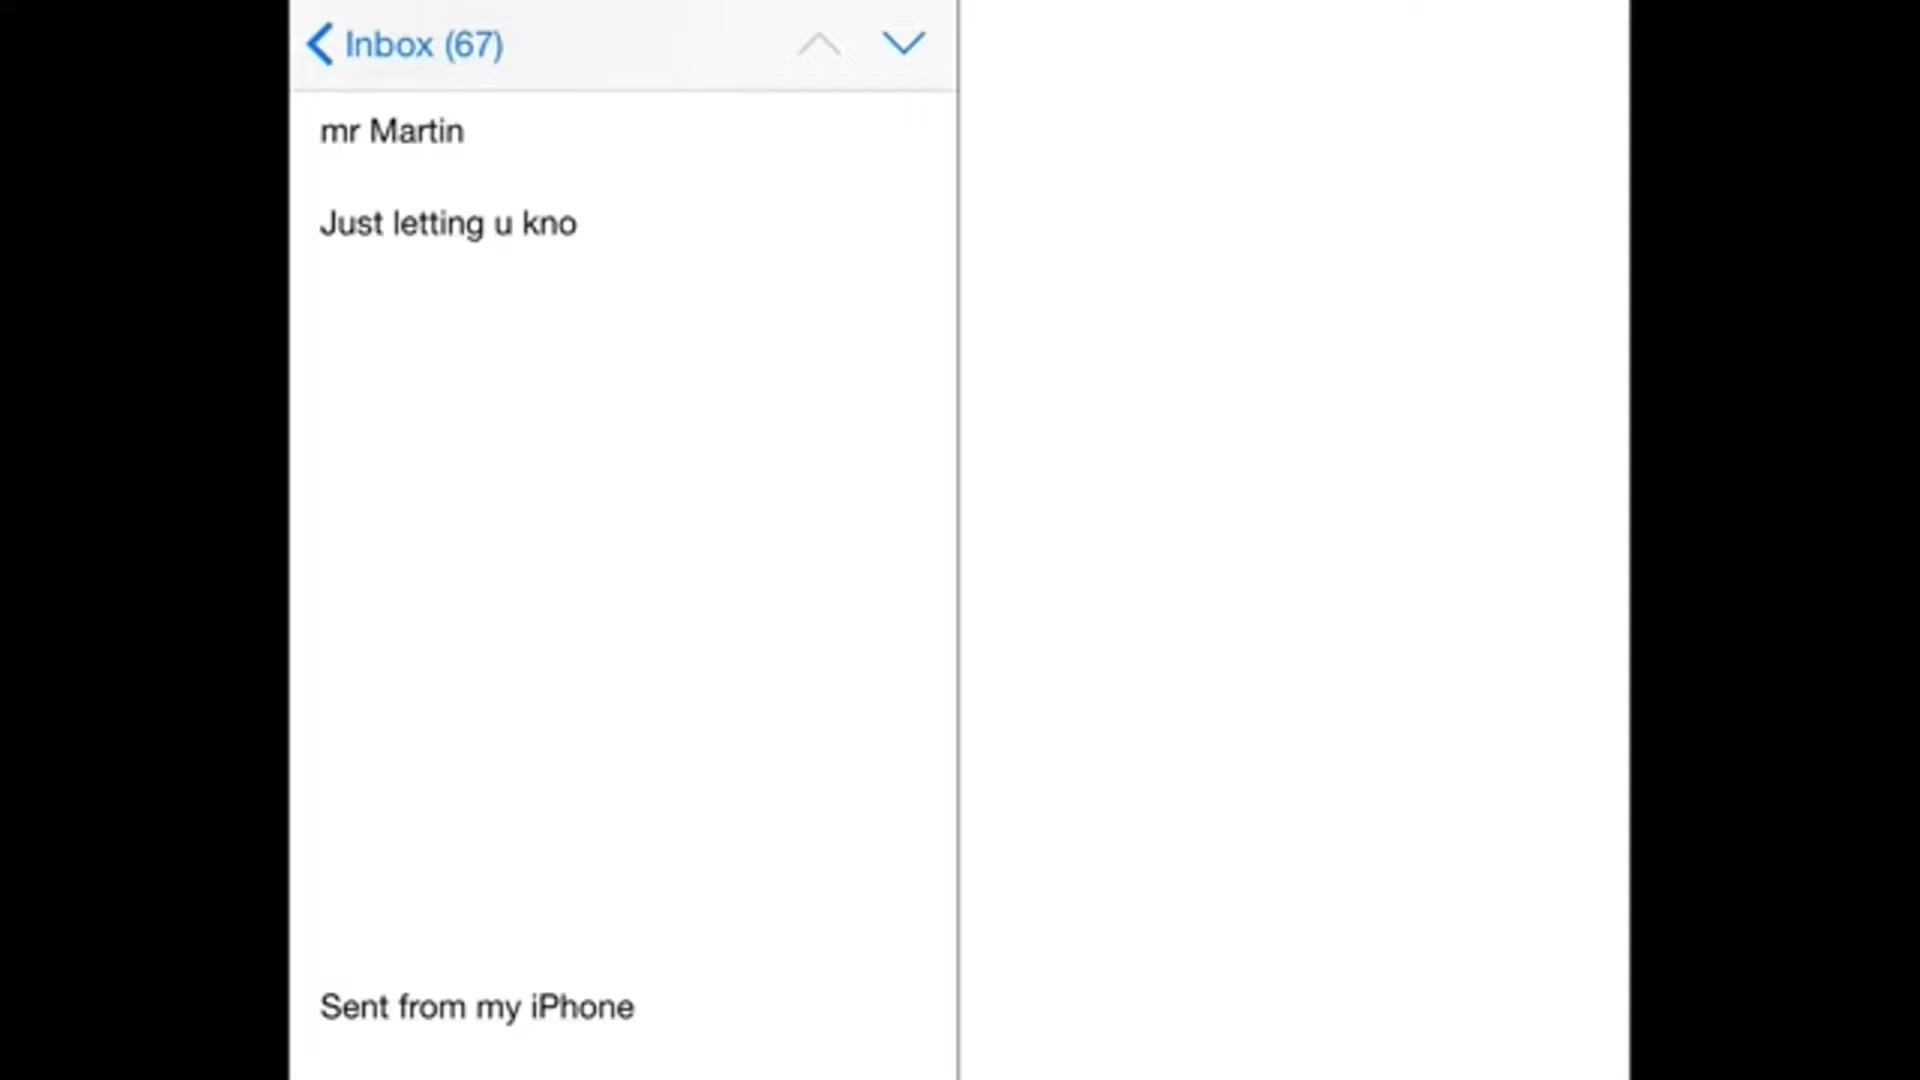 Inbox (67)
mr Martin
Just letting u kno
Sent from my iPhone